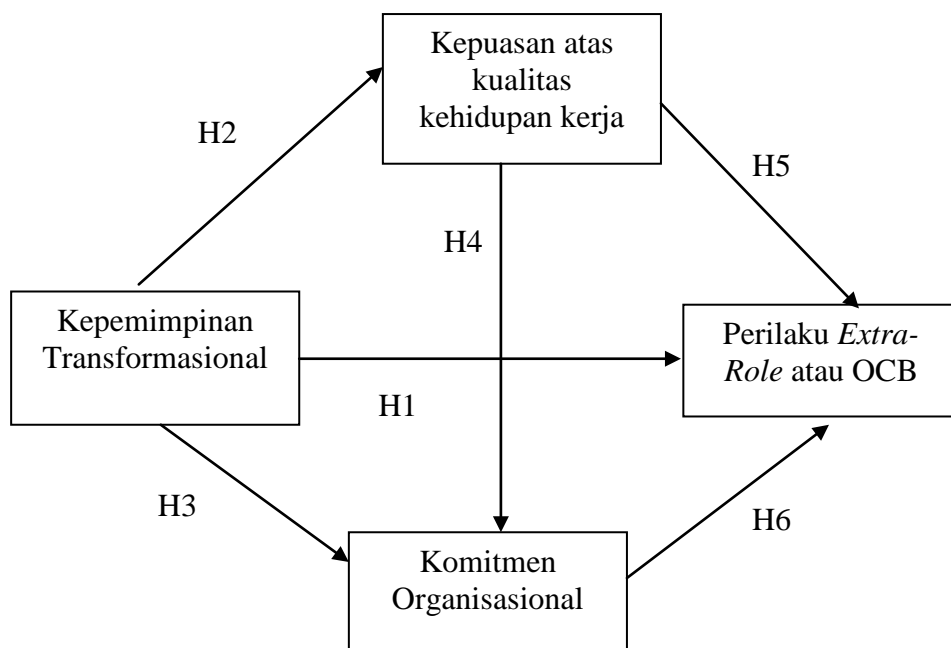 Kepuasan atas
kualitas
kehidupan kerja
H2
H5
H4
Kepemimpinan
Transformasional
Perilaku Extra-
Role atau OCB
H1
H3
H6
Komitmen
Organisasional